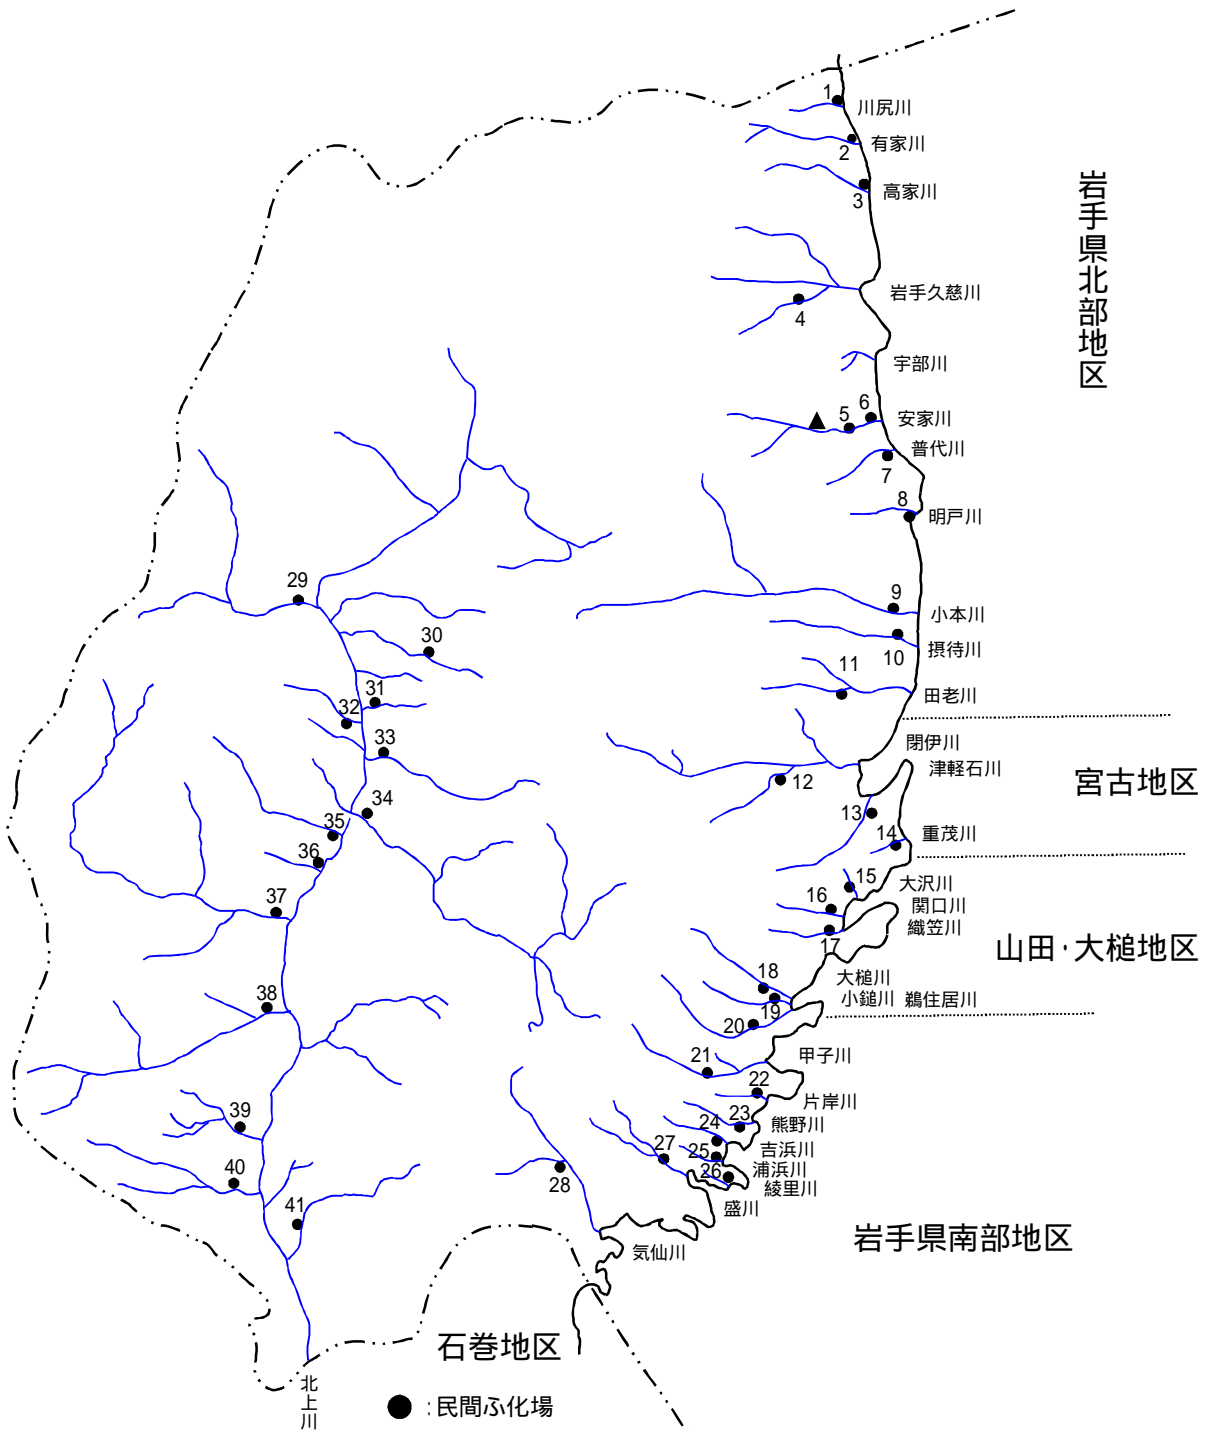 1
川尻川
有家川
2
高家川
3
岩手県北部地区
岩手久慈川
4
宇部川
6
5
安家川
普代川
7
8
明戸川
29
9
小本川
30
摂待川
10
11
31
田老川
32
33
閉伊川
津軽石川
宮古地区
12
34
13
35
14
重茂川
36
15
大沢川
37
16
関口川
織笠川
17
山田・大槌地区
18
大槌川
38
小鎚川
鵜住居川
19
20
甲子川
21
22
片岸川
39
23
熊野川
24
吉浜川
27
25
浦浜川
40
28
26
綾里川
41
盛川
岩手県南部地区
気仙川
石巻地区
北上川
:民間ふ化場